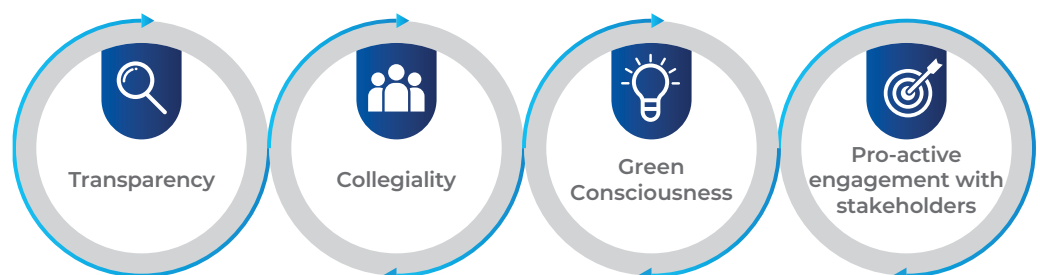 Transparency
Collegiality
Green
Consciousness
Pro-active
engagement with
stakeholders